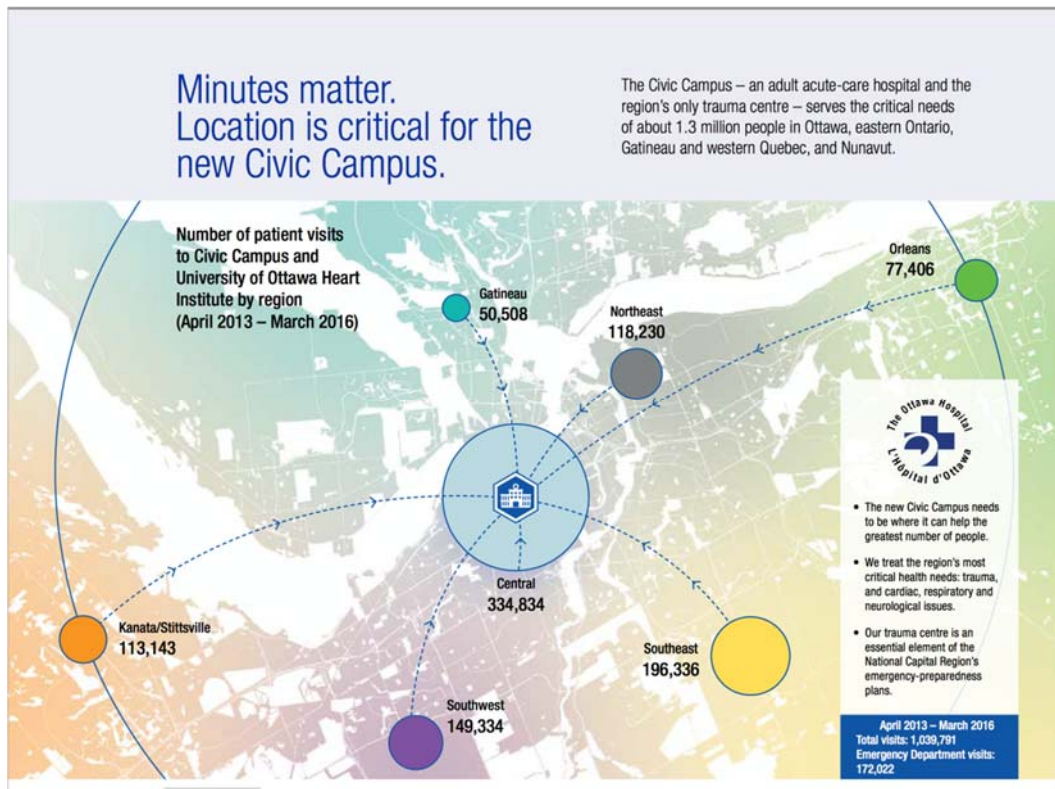 Minutes matter.
Location is critical for the
new Civic Campus.
The Civic Campus – an adult acute-care hospital and the
region's only trauma centre – serves the critical needs
of about 1.3 million people in Ottawa, eastern Ontario,
Gatineau and western Quebec, and Nunavut.
Number of patient visits
to Civic Campus and
University of Ottawa Heart
Institute by region
(April 2013 – March 2016)
Gatineau
50,508
Northeast
118,230
Orleans
77,406
Central
334,834
Kanata/Stittsville
113,143
Southwest
149,334
Southeast
196,336
The Ottawa Hospital
L'Hôpital d'Ottawa
• The new Civic Campus needs
to be where it can help the
greatest number of people.
• We treat the region's most
critical health needs: trauma,
and cardiac, respiratory and
neurological issues.
• Our trauma centre is an
essential element of the
National Capital Region's
emergency-preparedness
plans.
April 2013 – March 2016
Total visits: 1,039,791
Emergency Department visits:
172,022